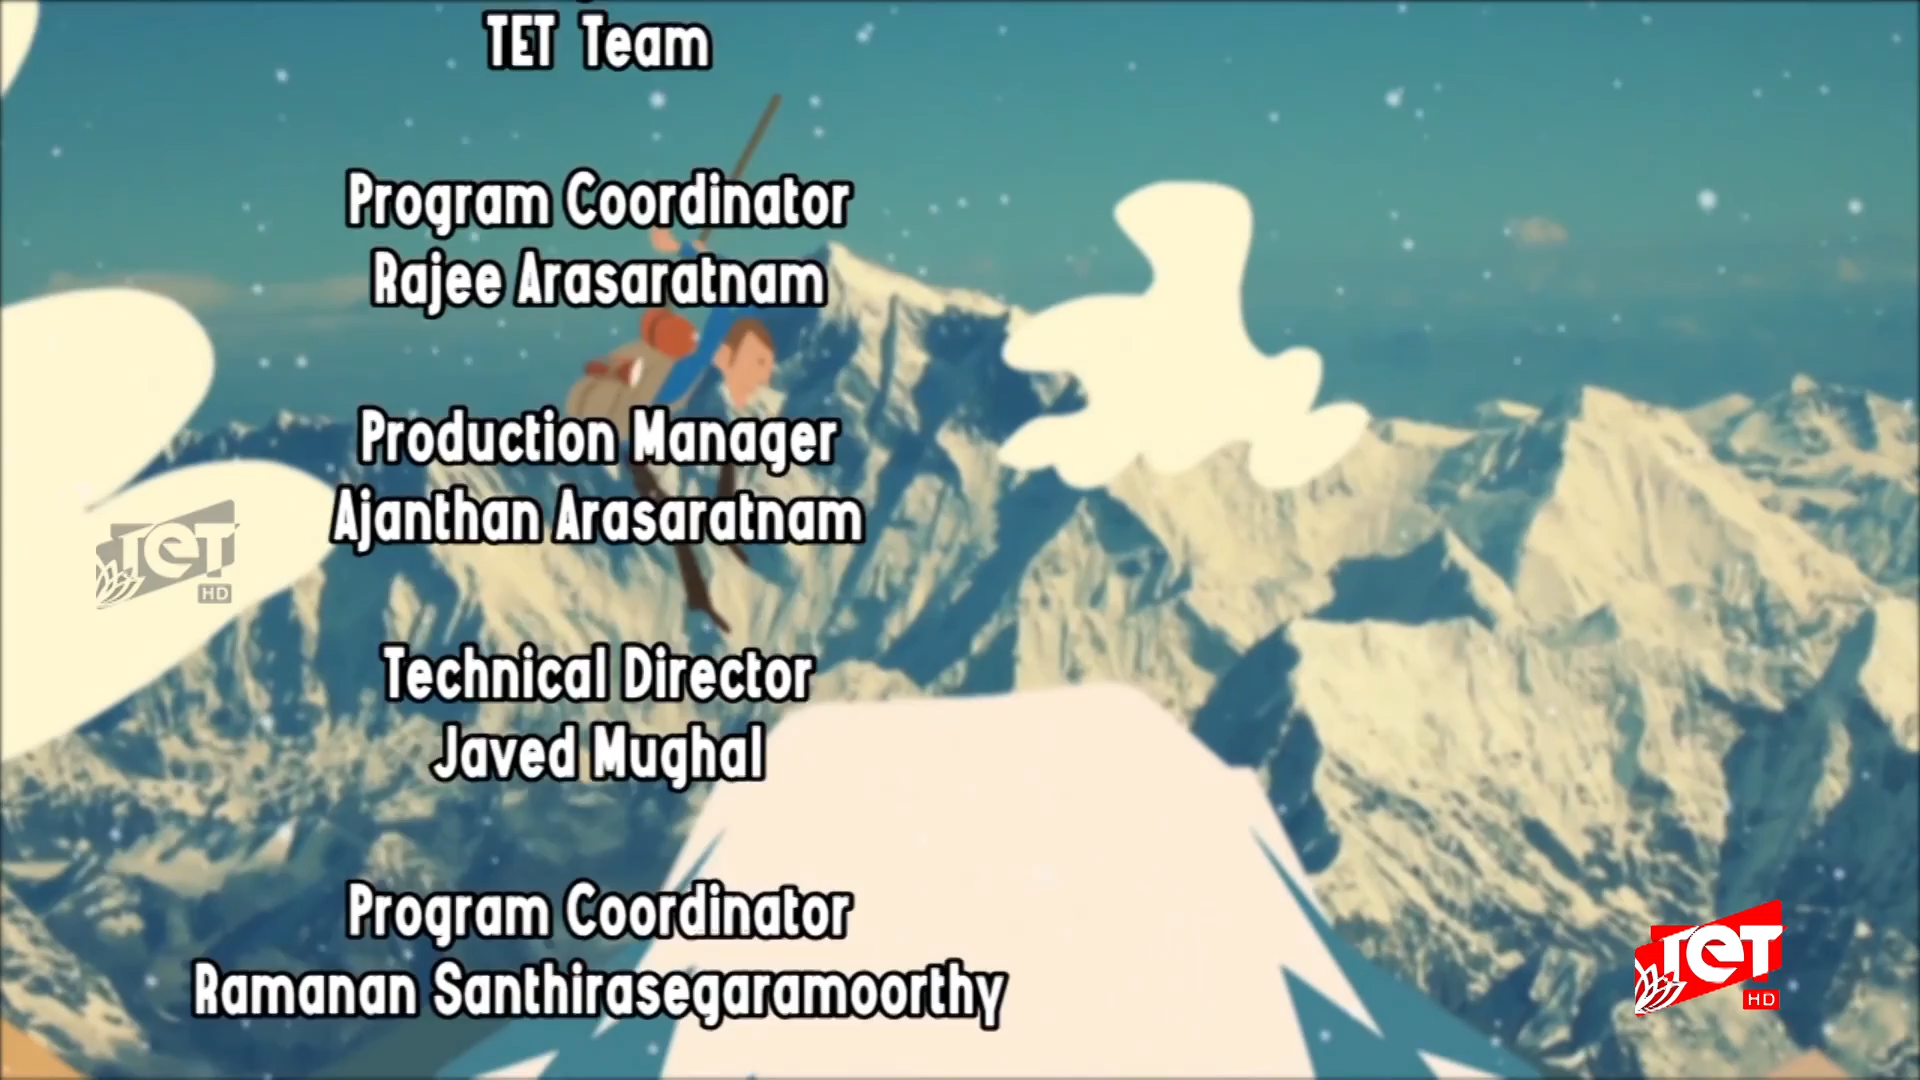 TET Team
Program Coordinator
Rajee Arasaratnam
Production Manager
Ajanthan Arasaratnam
TET
HD
Technical Director
Javed Mughal
Program Coordinator
Ramanan Santhirasegaramoorthy
TET
HD